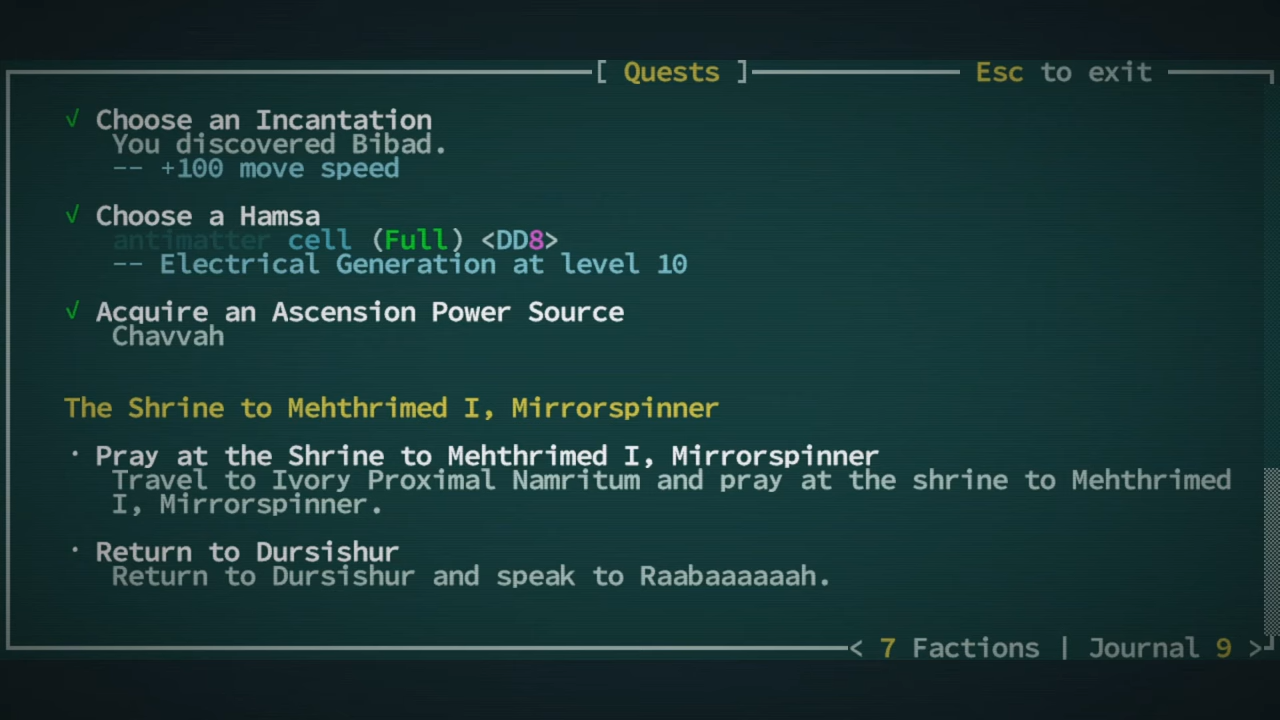 [ Quests ] Esc to exit
√ Choose an Incantation
You discovered Bibad.
-- +100 move speed
√ Choose a Hamsa
antimatter cell (Full) <DD8>
-- Electrical Generation at level 10
√ Acquire an Ascension Power Source
Chavvah
The Shrine to Mehthrimed I, Mirrorspinner
· Pray at the Shrine to Mehthrimed I, Mirrorspinner
Travel to Ivory Proximal Namritum and pray at the shrine to Mehthrimed
I, Mirrorspinner.
· Return to Dursishur
Return to Dursishur and speak to Raabaaaaaah.
< 7 Factions | Journal 9 >